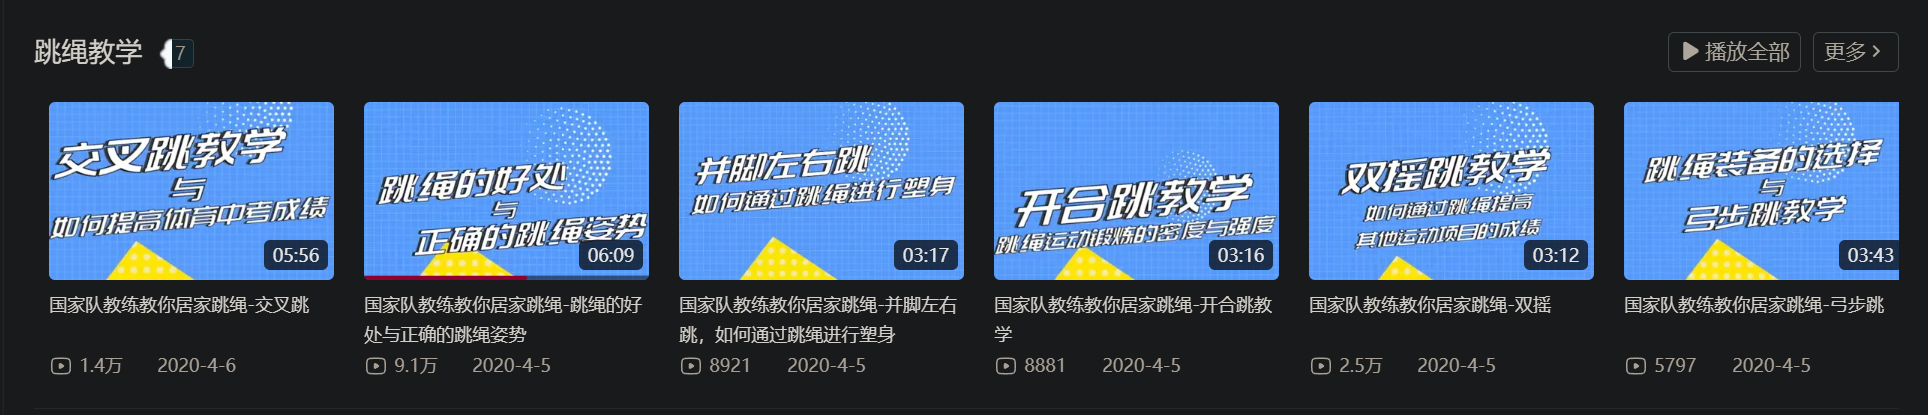 跳绳教学 7
播放全部
更多
交叉跳教学
与
如何提高体育中考成绩
05:56
跳绳的好处
与
正确的跳绳姿势
06:09
并脚左右跳
如何通过跳绳进行塑身
03:17
开合跳教学
跳绳运动锻炼的密度与强度
03:16
双摇跳教学
如何通过跳绳提高
其他运动项目的成绩
03:12
跳绳装备的选择
与
弓步跳教学
03:43
国家队教练教你居家跳绳-交叉跳
1.4万 2020-4-6
国家队教练教你居家跳绳-跳绳的好
处与正确的跳绳姿势
9.1万 2020-4-5
国家队教练教你居家跳绳-并脚左右
跳，如何通过跳绳进行塑身
8921 2020-4-5
国家队教练教你居家跳绳-开合跳教
学
8881 2020-4-5
国家队教练教你居家跳绳-双摇
2.5万 2020-4-5
国家队教练教你居家跳绳-弓步跳
5797 2020-4-5